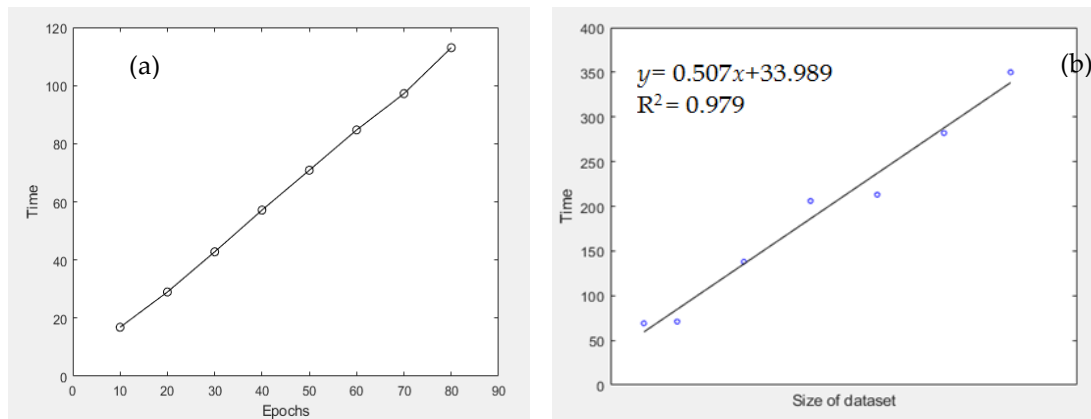 (a)
120
100
80
60
40
20
0
Time
0 10 20 30 40 50 60 70 80 90
Epochs
(b)
y = 0.507x+33.989
R² = 0.979
400
350
300
250
200
150
100
50
0
Time
Size of dataset